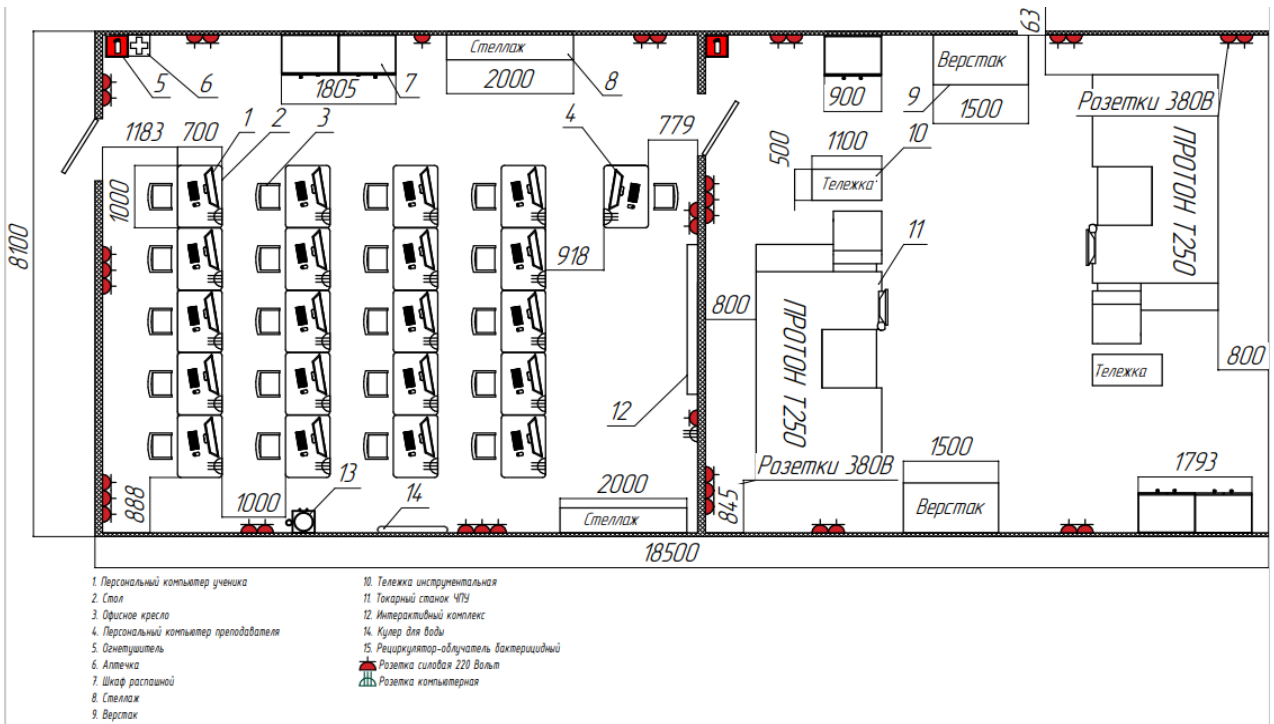 63
Стеллаж
Верстак
5
6
1805
7
2000
8
900
9
1500
Розетки 380В
1183
700
1
2
3
4
779
500
1100
10
Тележка
ПРОТОН Т250
1000
8100
918
11
800
ПРОТОН Т250
800
Тележка
12
Розетки 380В
1500
1793
888
1000
13
14
2000
Стеллаж
845
Верстак
18500
1. Персональный компьютер ученика
2. Стол
3. Офисное кресло
4. Персональный компьютер преподавателя
5. Огнетушитель
6. Аптечка
7. Шкаф распашной
8. Стеллаж
9. Верстак
10. Тележка инструментальная
11. Токарный станок ЧПУ
12. Интерактивный комплекс
14. Кулер для воды
15. Рециркулятор-облучатель бактерицидный
Розетка силовая 220 Вольт
Розетка компьютерная